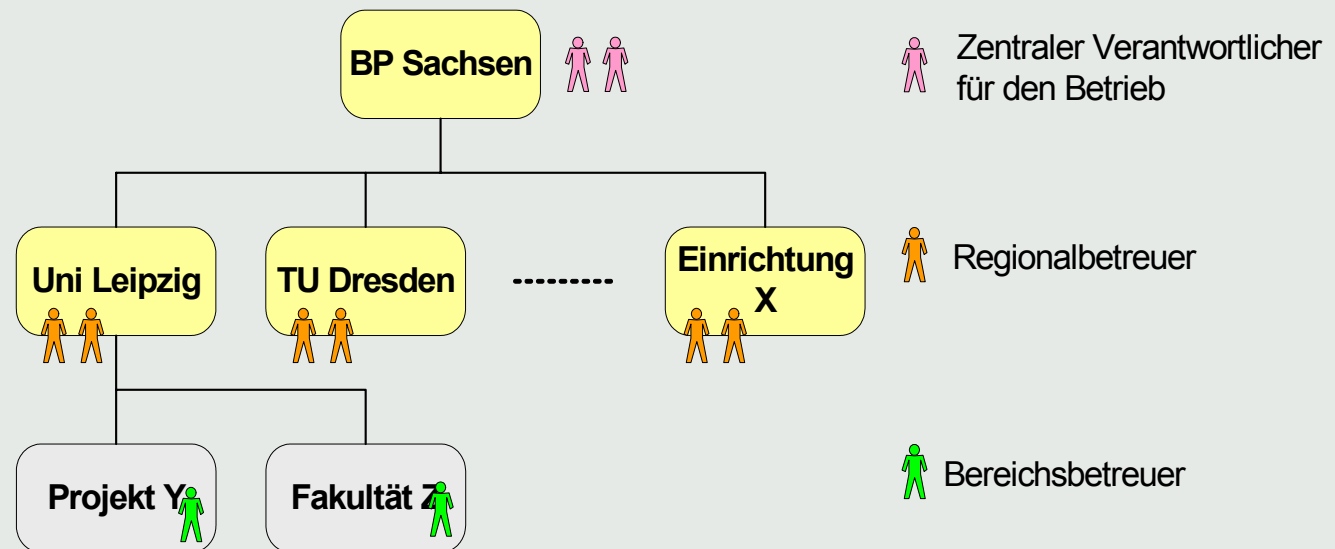 BP Sachsen
Zentraler Verantwortlicher
für den Betrieb
Uni Leipzig
TU Dresden
Einrichtung
X
Regionalbetreuer
Projekt Y
Fakultät Z
Bereichsbetreuer